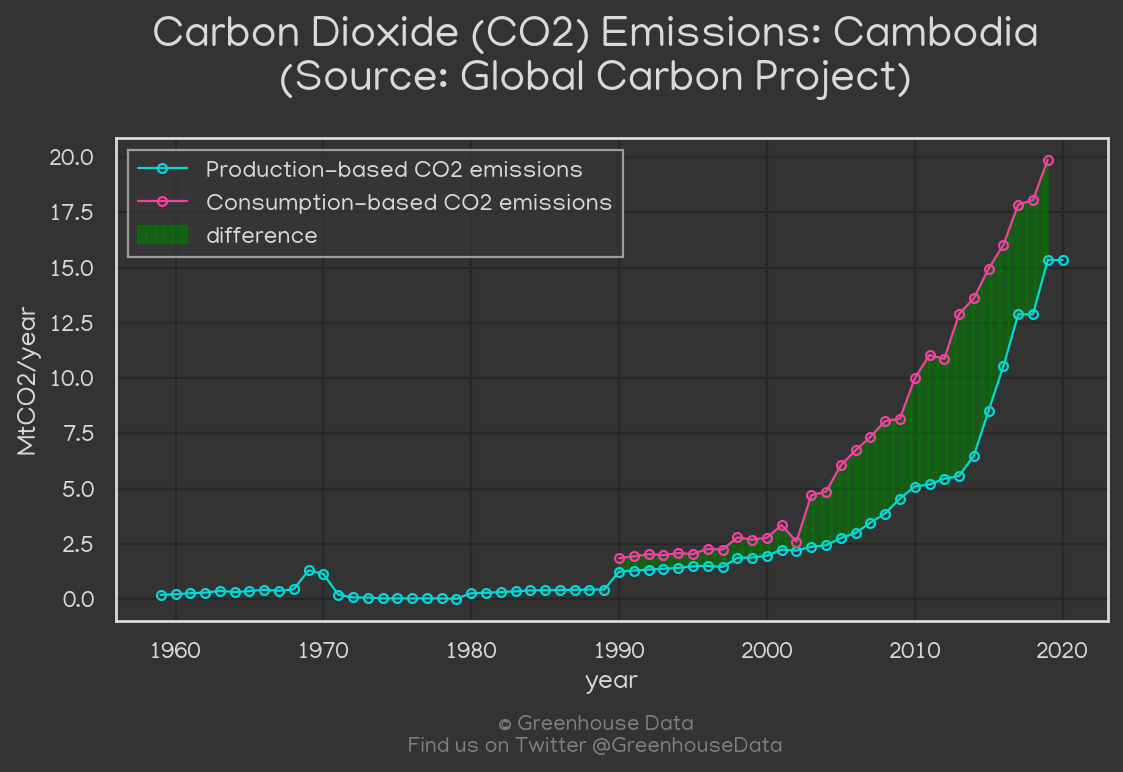 Carbon Dioxide (CO2) Emissions: Cambodia
(Source: Global Carbon Project)
20.0
17.5
15.0
12.5
10.0
7.5
5.0
2.5
0.0
MtCO2/year
Production-based CO2 emissions
Consumption-based CO2 emissions
difference
1960 1970 1980 1990 2000 2010 2020
year
© Greenhouse Data
Find us on Twitter @GreenhouseData